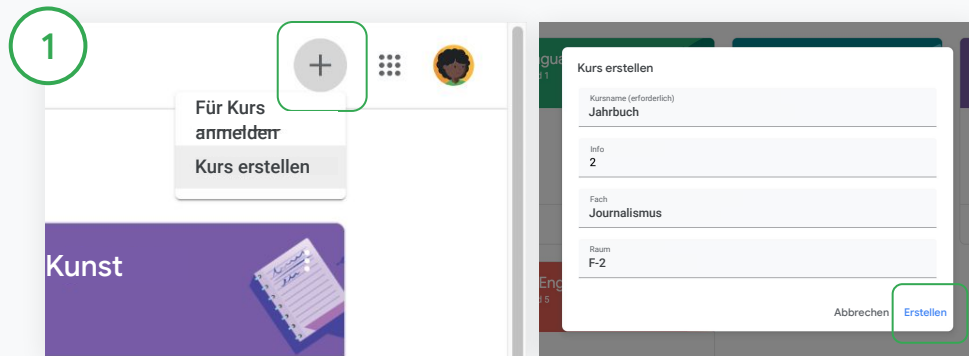 1
Für Kurs
anmelden
Kurs erstellen
Kunst
Kurs erstellen
Kursname (erforderlich)
Jahrbuch
Info
2
Fach
Journalismus
Raum
F-2
Abbrechen Erstellen